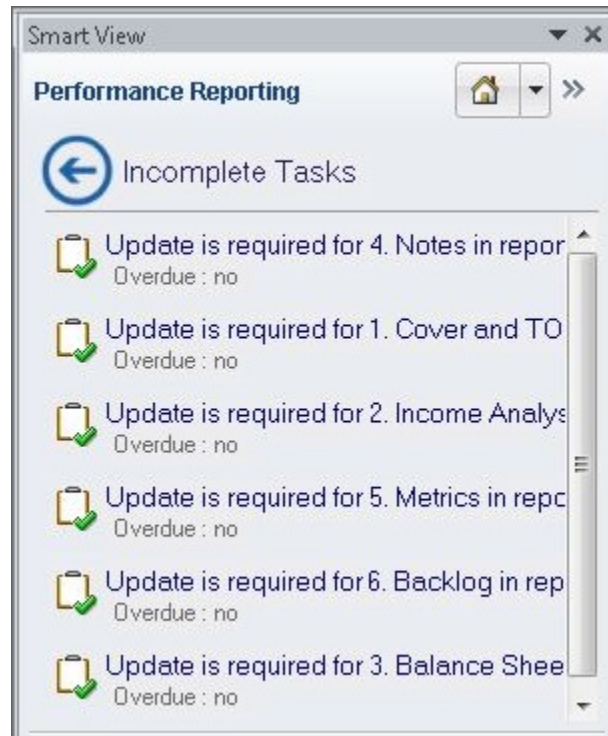 Smart View
Performance Reporting
Incomplete Tasks
Update is required for 4. Notes in repor
Overdue : no
Update is required for 1. Cover and TO
Overdue : no
Update is required for 2. Income Analys
Overdue : no
Update is required for 5. Metrics in repo
Overdue : no
Update is required for 6. Backlog in rep
Overdue : no
Update is required for 3. Balance Shee
Overdue : no